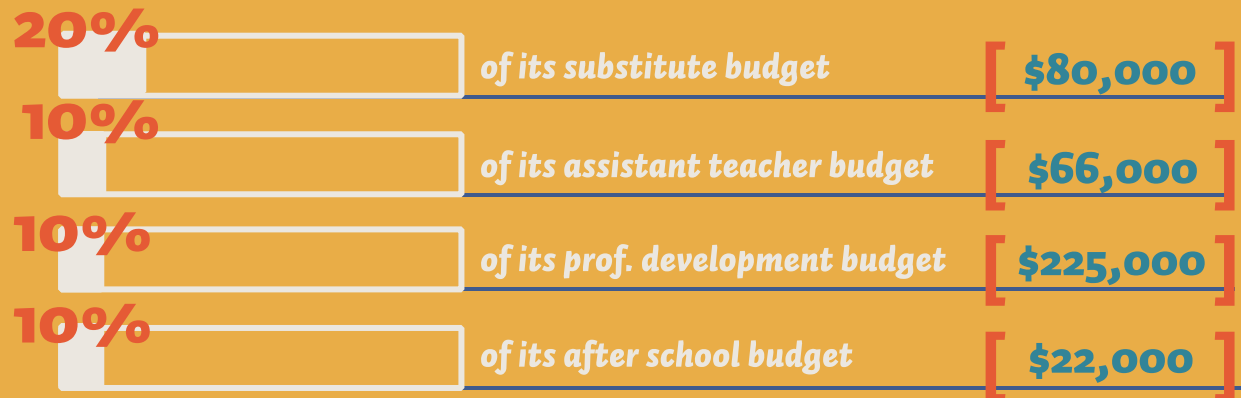 20% of its substitute budget [$80,000]
10% of its assistant teacher budget [$66,000]
10% of its prof. development budget [$225,000]
10% of its after school budget [$22,000]